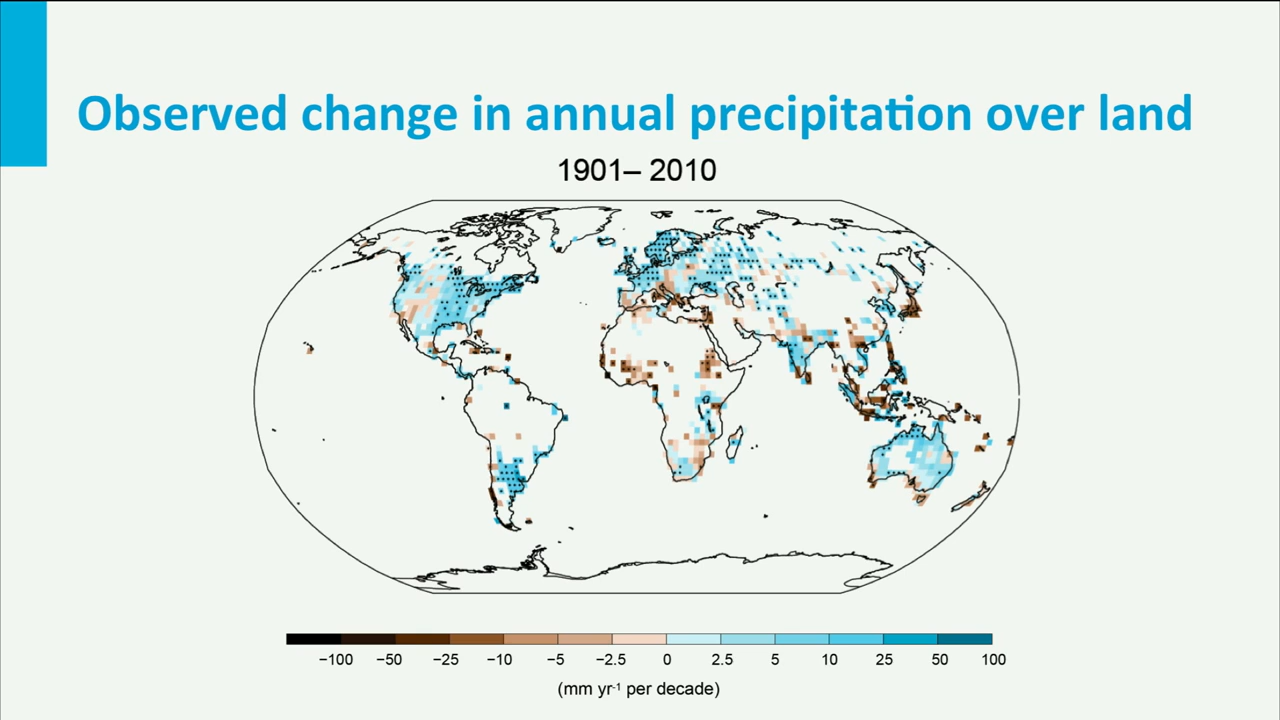 Observed change in annual precipitation over land
1901– 2010
−100 −50 −25 −10 −5 −2.5 0 2.5 5 10 25 50 100
(mm yr-1 per decade)